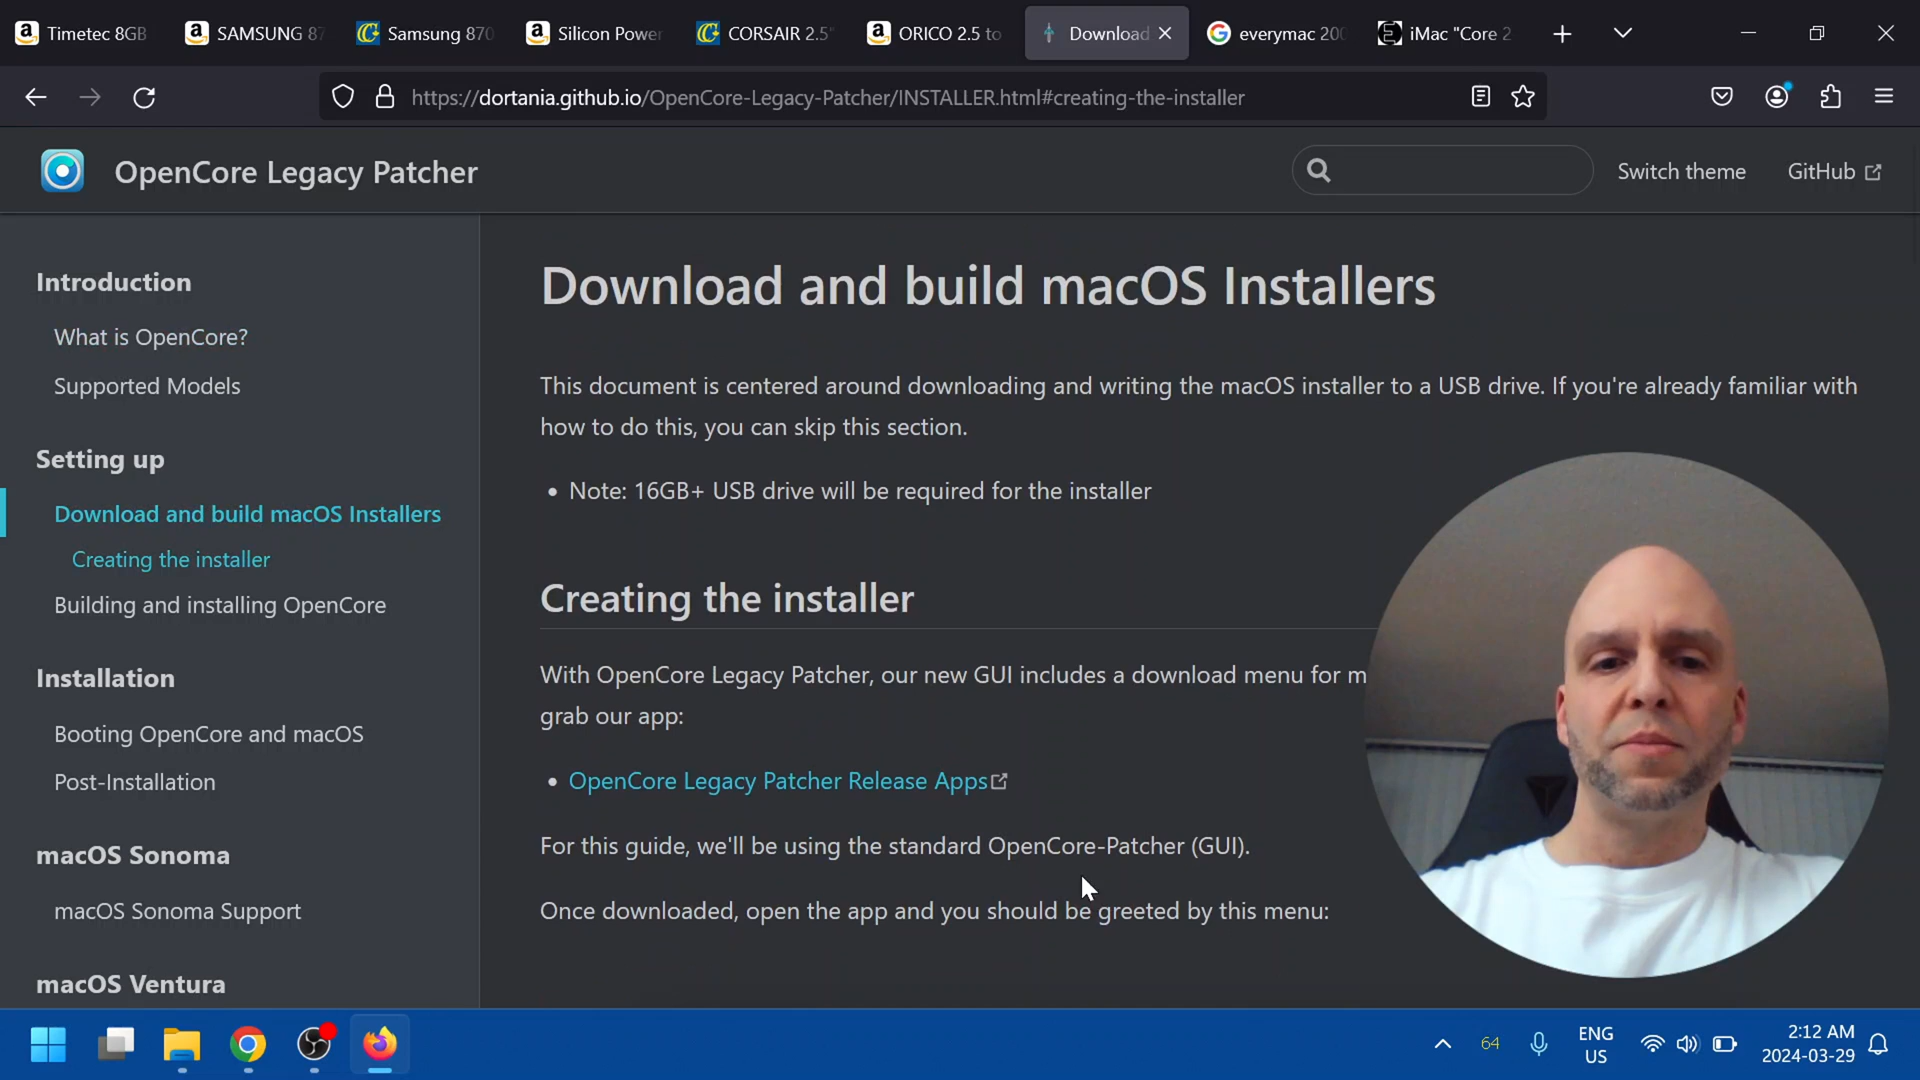 Timetec 8GB
SAMSUNG 87
Samsung 870
Silicon Power
CORSAIR 2.5"
ORICO 2.5 to
Download
everymac 200
iMac "Core 2
https://dortania.github.io/OpenCore-Legacy-Patcher/INSTALLER.html#creating-the-installer
OpenCore Legacy Patcher
Switch theme
GitHub
Introduction
What is OpenCore?
Supported Models
Setting up
Download and build macOS Installers
Creating the installer
Building and installing OpenCore
Installation
Booting OpenCore and macOS
Post-Installation
macOS Sonoma
macOS Sonoma Support
macOS Ventura
Download and build macOS Installers
This document is centered around downloading and writing the macOS installer to a USB drive. If you're already familiar with
how to do this, you can skip this section.
• Note: 16GB+ USB drive will be required for the installer
Creating the installer
With OpenCore Legacy Patcher, our new GUI includes a download menu for m
grab our app:
• OpenCore Legacy Patcher Release Apps
For this guide, we'll be using the standard OpenCore-Patcher (GUI).
Once downloaded, open the app and you should be greeted by this menu:
64
ENG
US
2:12 AM
2024-03-29